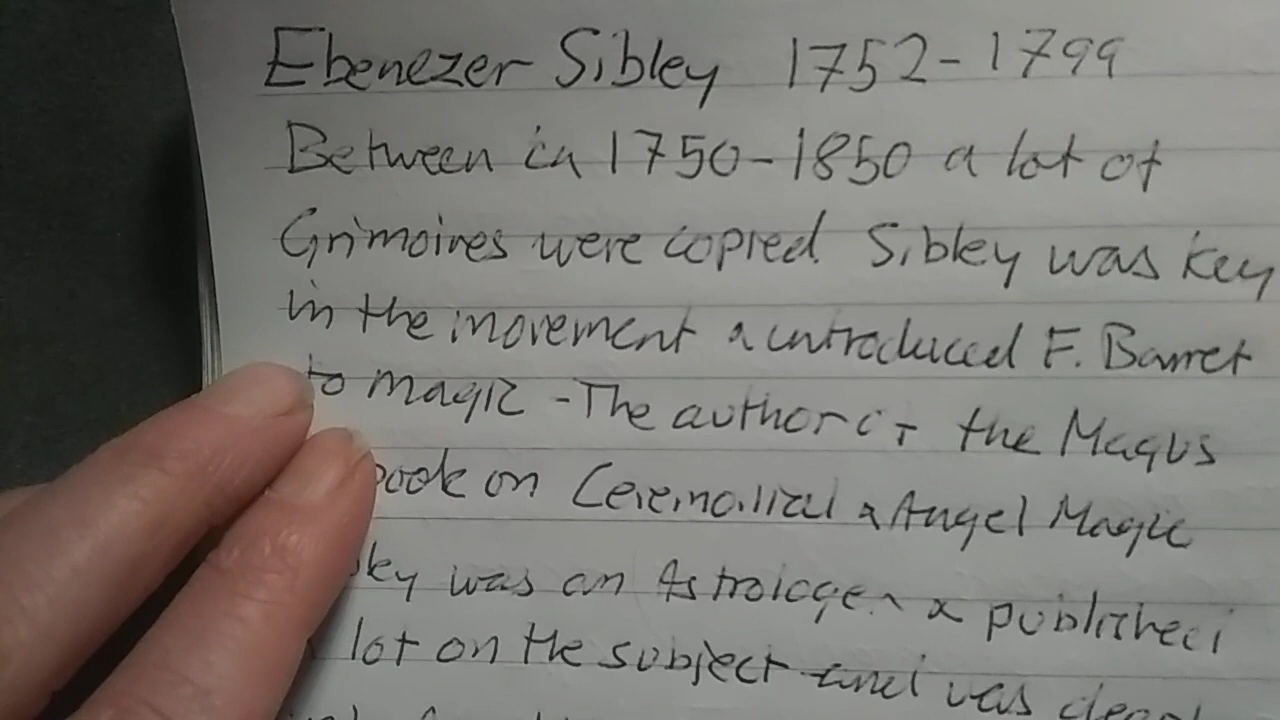 Ebenezer Sibley 1752-1799
Between in 1750-1850 a lot of
Grimoires were copied. Sibley was key
in the movement & introduced F. Barret
to magic - The author of the Magus
book on Ceremonial & Angel Magic
bley was an Astrologer & published
lot on the subject and was